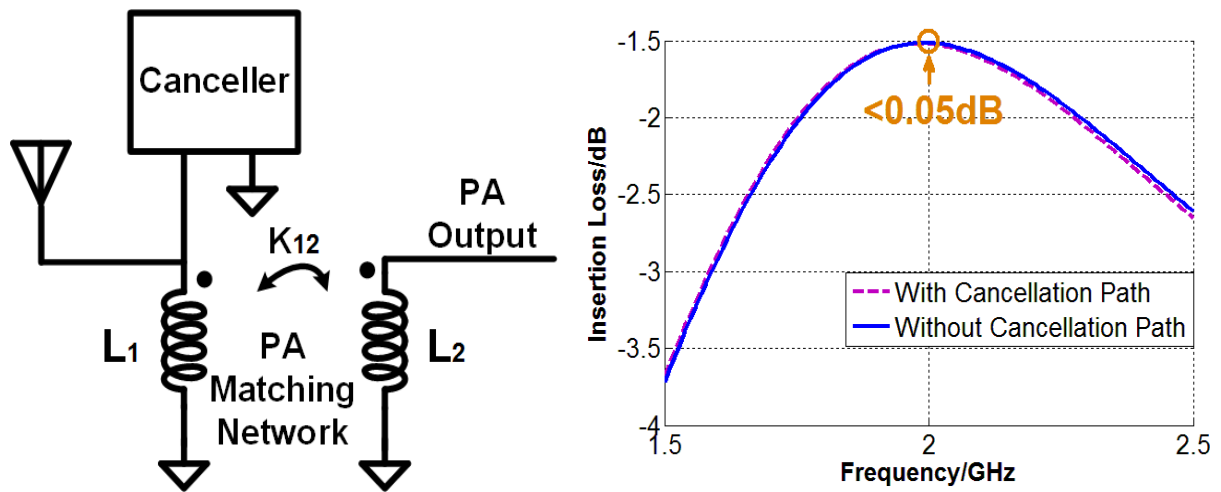 Canceller
PA
Output
K12
L1
L2
PA
Matching
Network
-1.5
-2
-2.5
-3
-3.5
-4
1.5
2
2.5
Insertion Loss/dB
Frequency/GHz
<0.05dB
With Cancellation Path
Without Cancellation Path